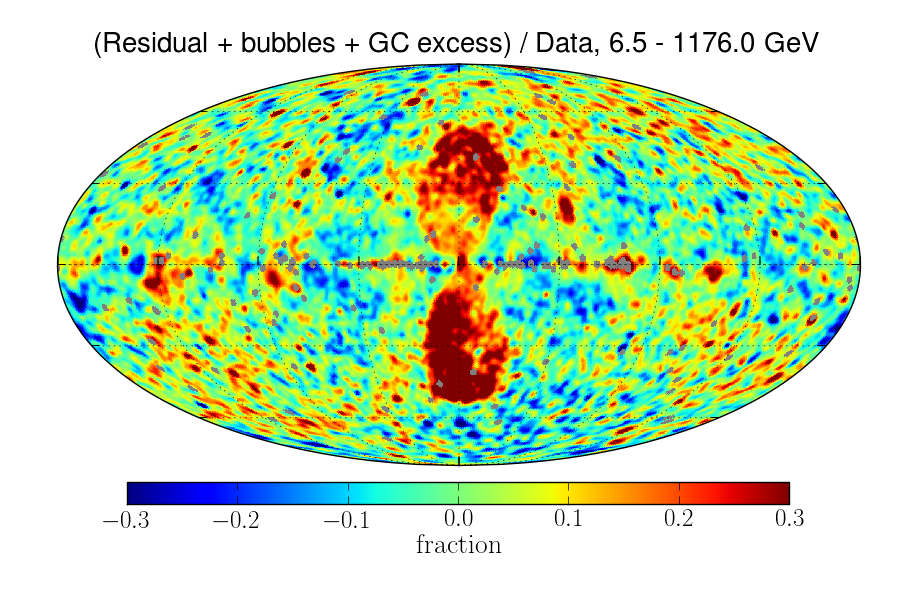 (Residual + bubbles + GC excess) / Data, 6.5 - 1176.0 GeV
−0.3 −0.2 −0.1 0.0 0.1 0.2 0.3
fraction